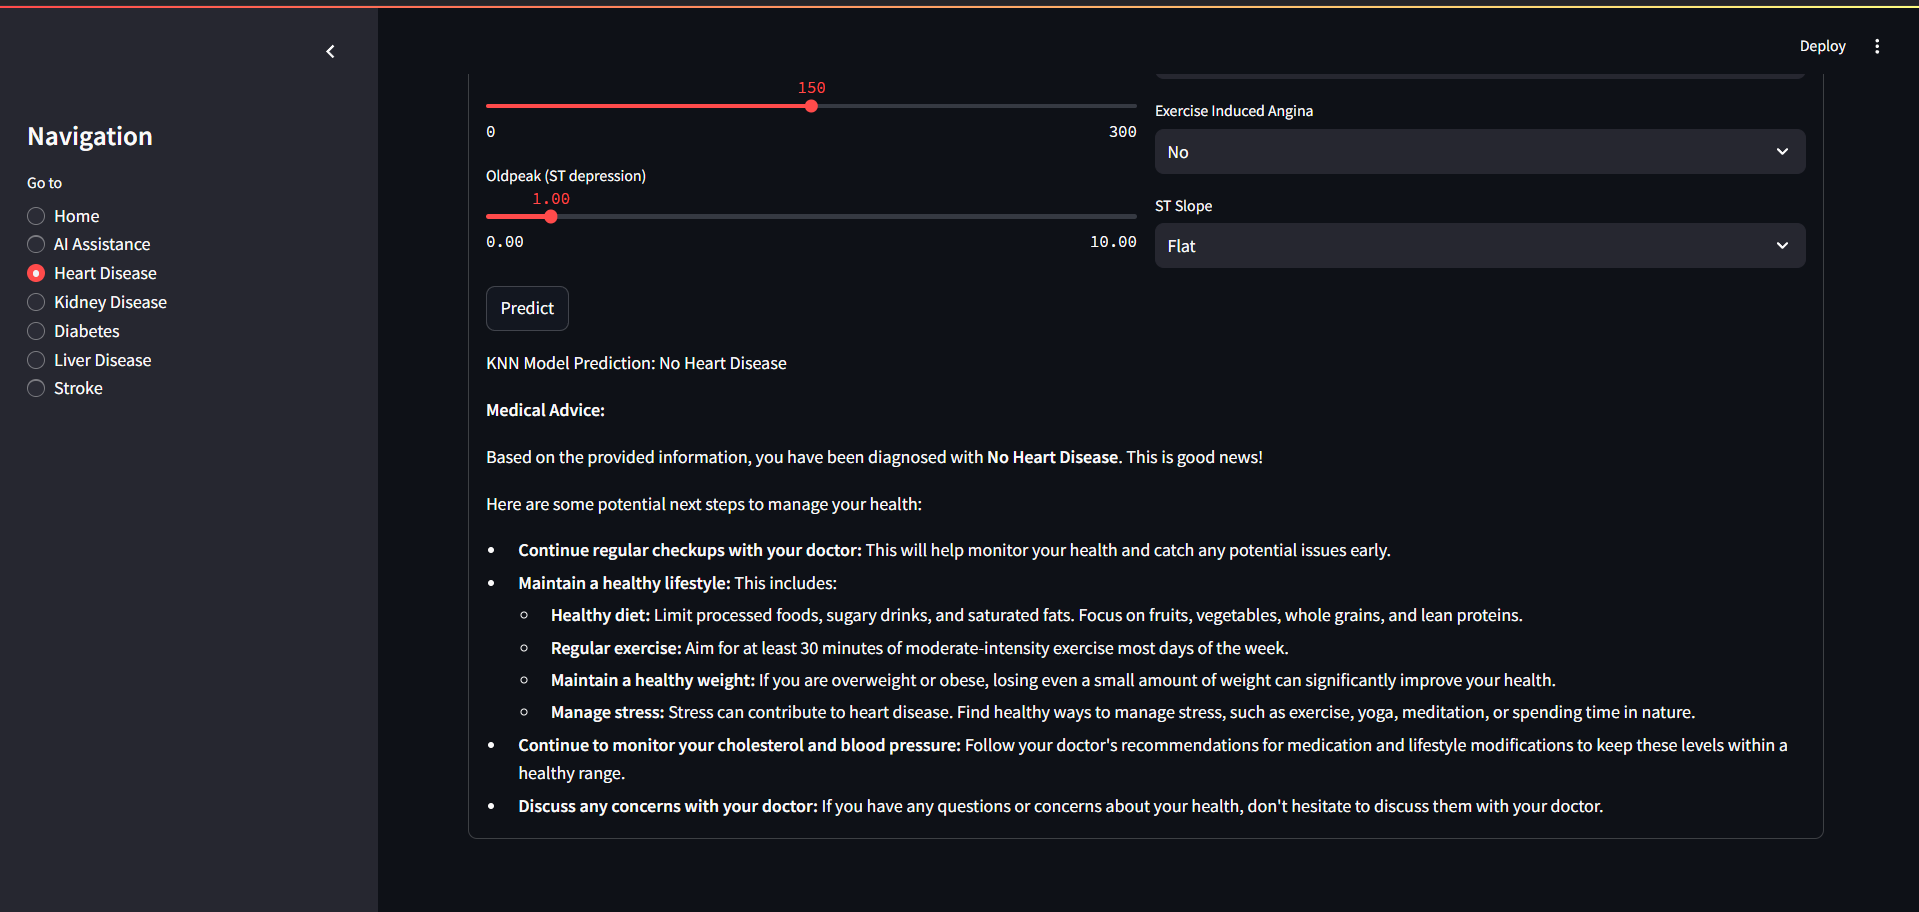 Deploy
Navigation
Go to
Home
AI Assistance
Heart Disease
Kidney Disease
Diabetes
Liver Disease
Stroke
150
0 300
Oldpeak (ST depression)
1.00
0.00 10.00
Exercise Induced Angina
No
ST Slope
Flat
Predict
KNN Model Prediction: No Heart Disease
Medical Advice:
Based on the provided information, you have been diagnosed with No Heart Disease. This is good news!
Here are some potential next steps to manage your health:
• Continue regular checkups with your doctor: This will help monitor your health and catch any potential issues early.
• Maintain a healthy lifestyle: This includes:
◦ Healthy diet: Limit processed foods, sugary drinks, and saturated fats. Focus on fruits, vegetables, whole grains, and lean proteins.
◦ Regular exercise: Aim for at least 30 minutes of moderate-intensity exercise most days of the week.
◦ Maintain a healthy weight: If you are overweight or obese, losing even a small amount of weight can significantly improve your health.
◦ Manage stress: Stress can contribute to heart disease. Find healthy ways to manage stress, such as exercise, yoga, meditation, or spending time in nature.
• Continue to monitor your cholesterol and blood pressure: Follow your doctor's recommendations for medication and lifestyle modifications to keep these levels within a
healthy range.
• Discuss any concerns with your doctor: If you have any questions or concerns about your health, don't hesitate to discuss them with your doctor.